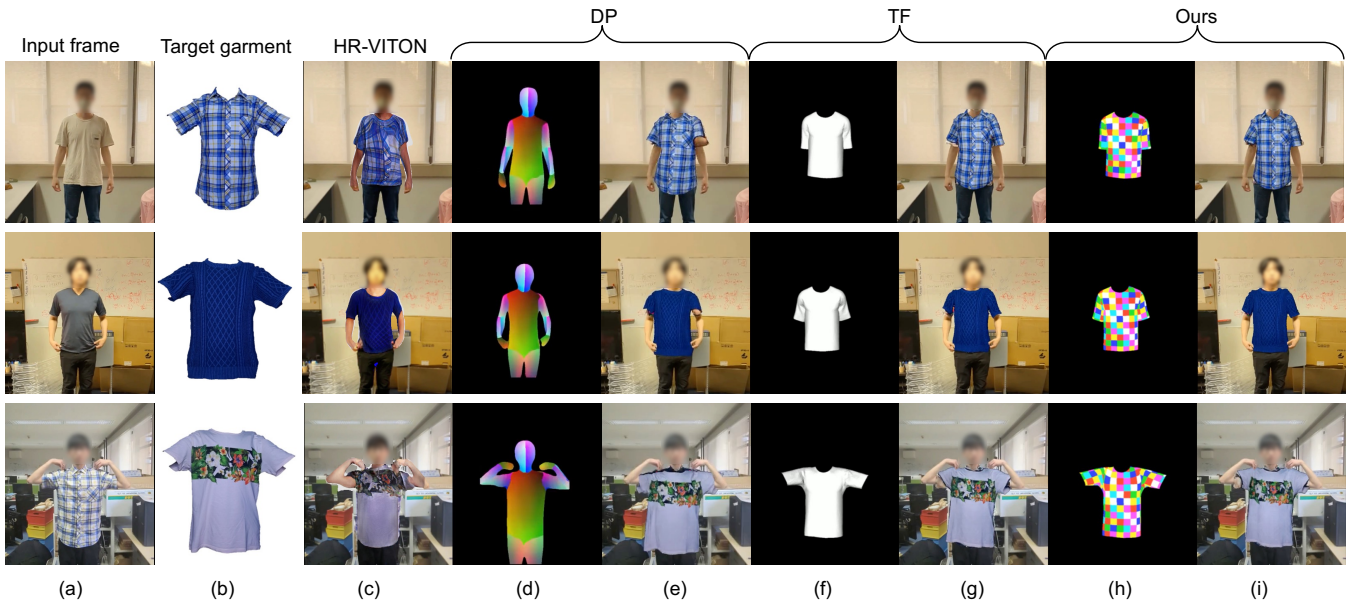 DP TF Ours
Input frame Target garment HR-VITON
(a) (b) (c) (d) (e) (f) (g) (h) (i)